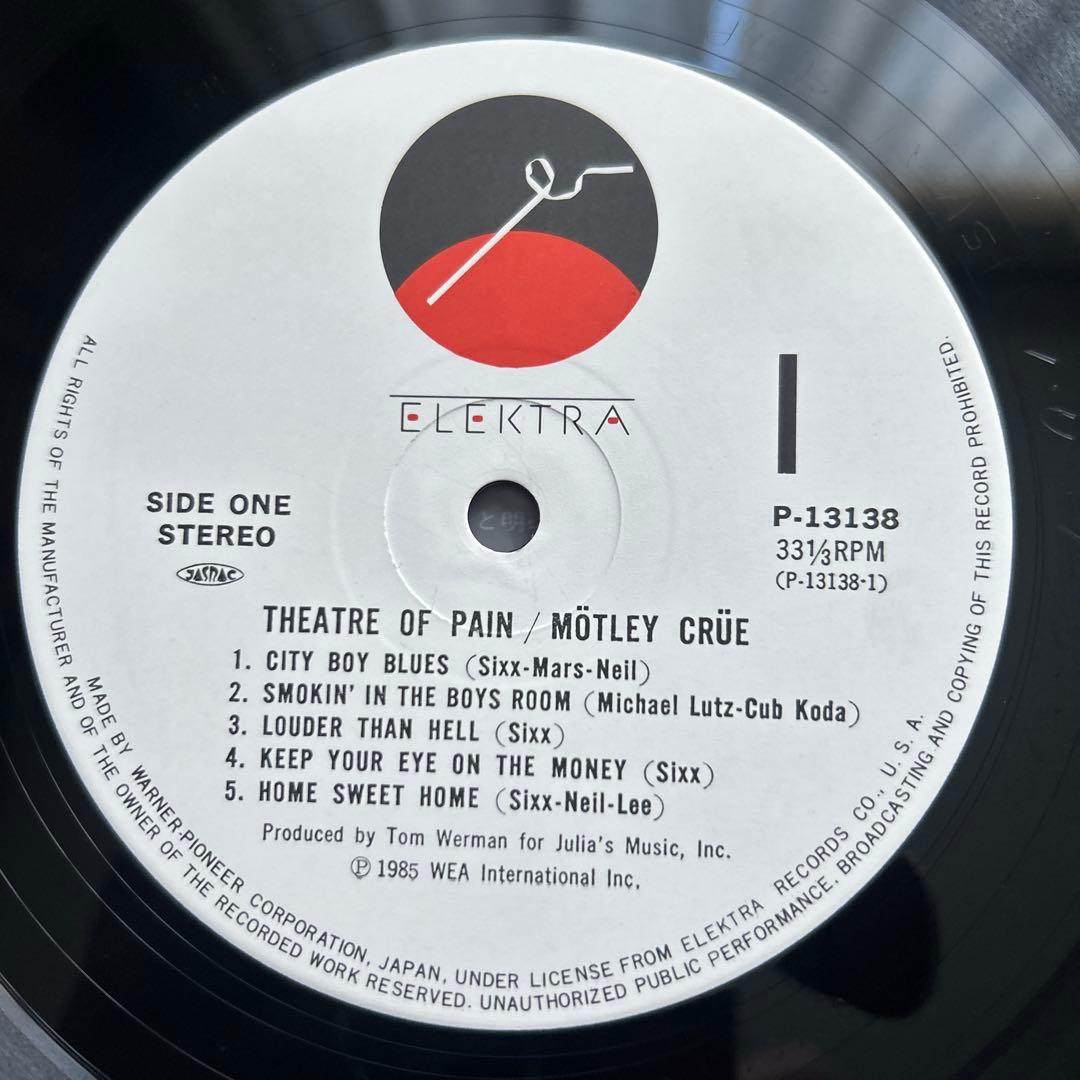 ELEKTRA
SIDE ONE
STEREO
JASRAC
P-13138
33⅓RPM
(P-13138-1)
THEATRE OF PAIN / MÖTLEY CRÜE
1. CITY BOY BLUES (Sixx-Mars-Neil)
2. SMOKIN' IN THE BOYS ROOM (Michael Lutz-Cub Koda)
3. LOUDER THAN HELL (Sixx)
4. KEEP YOUR EYE ON THE MONEY (Sixx)
5. HOME SWEET HOME (Sixx-Neil-Lee)
Produced by Tom Werman for Julia's Music, Inc.
Ⓟ 1985 WEA International Inc.
MADE BY WARNER-PIONEER CORPORATION, JAPAN, UNDER LICENSE FROM ELEKTRA RECORDS CO., U. S. A.
ALL RIGHTS OF THE MANUFACTURER AND OF THE OWNER OF THE RECORDED WORK RESERVED. UNAUTHORIZED PUBLIC PERFORMANCE. BROADCASTING AND COPYING OF THIS RECORD PROHIBITED.
と明